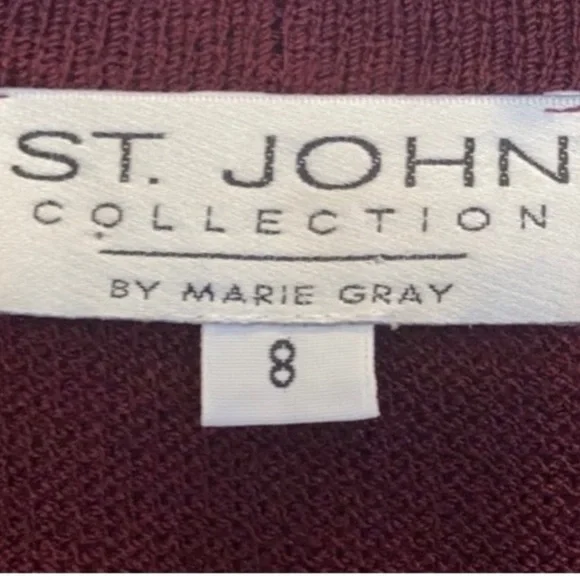 ST. JOHN
COLLECTION
BY MARIE GRAY
8